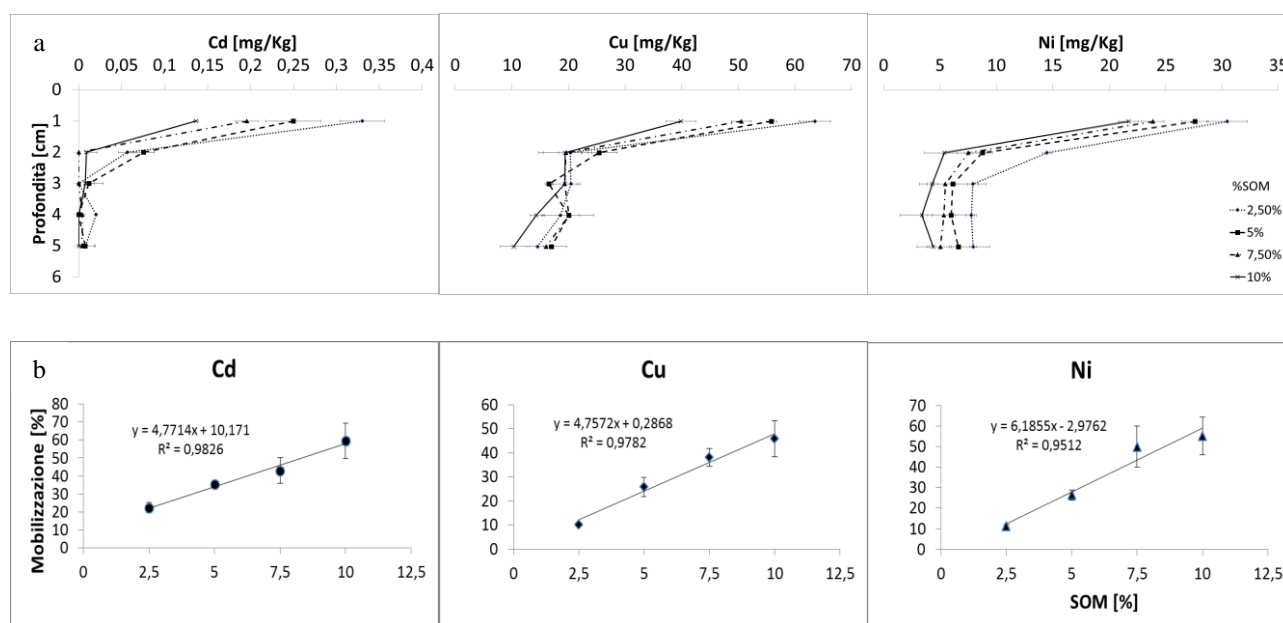 a
Cd [mg/Kg]
0 0,05 0,1 0,15 0,2 0,25 0,3 0,35 0,4
Profondità [cm]
0
1
2
3
4
5
6
Cu [mg/Kg]
0 10 20 30 40 50 60 70
Ni [mg/Kg]
0 5 10 15 20 25 30 35
%SOM
2,50%
5%
7,50%
10%
b
Cd
Mobilizzazione [%]
80
70
60
50
40
30
20
10
0
y = 4,7714x + 10,171
R² = 0,9826
0 2,5 5 7,5 10 12,5
Cu
60
50
40
30
20
10
0
y = 4,7572x + 0,2868
R² = 0,9782
0 2,5 5 7,5 10 12,5
Ni
70
60
50
40
30
20
10
0
y = 6,1855x - 2,9762
R² = 0,9512
0 2,5 5 7,5 10 12,5
SOM [%]